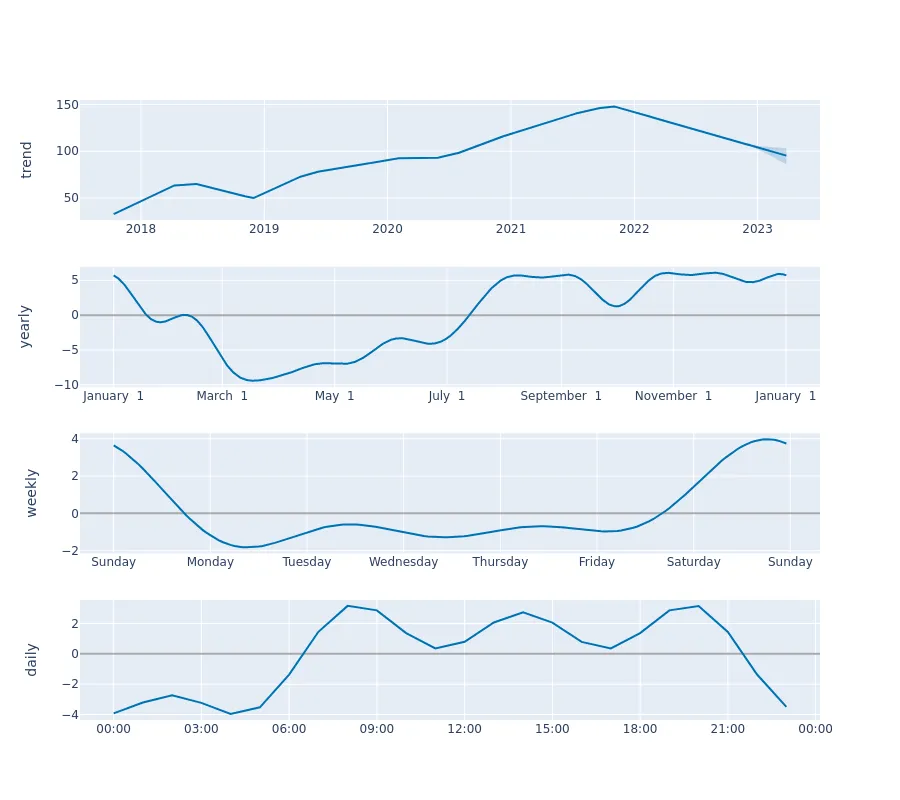 trend
150
100
50
2018 2019 2020 2021 2022 2023
yearly
5
0
−5
−10
January 1 March 1 May 1 July 1 September 1 November 1 January 1
weekly
4
2
0
−2
Sunday Monday Tuesday Wednesday Thursday Friday Saturday Sunday
daily
2
0
−2
−4
00:00 03:00 06:00 09:00 12:00 15:00 18:00 21:00 00:00